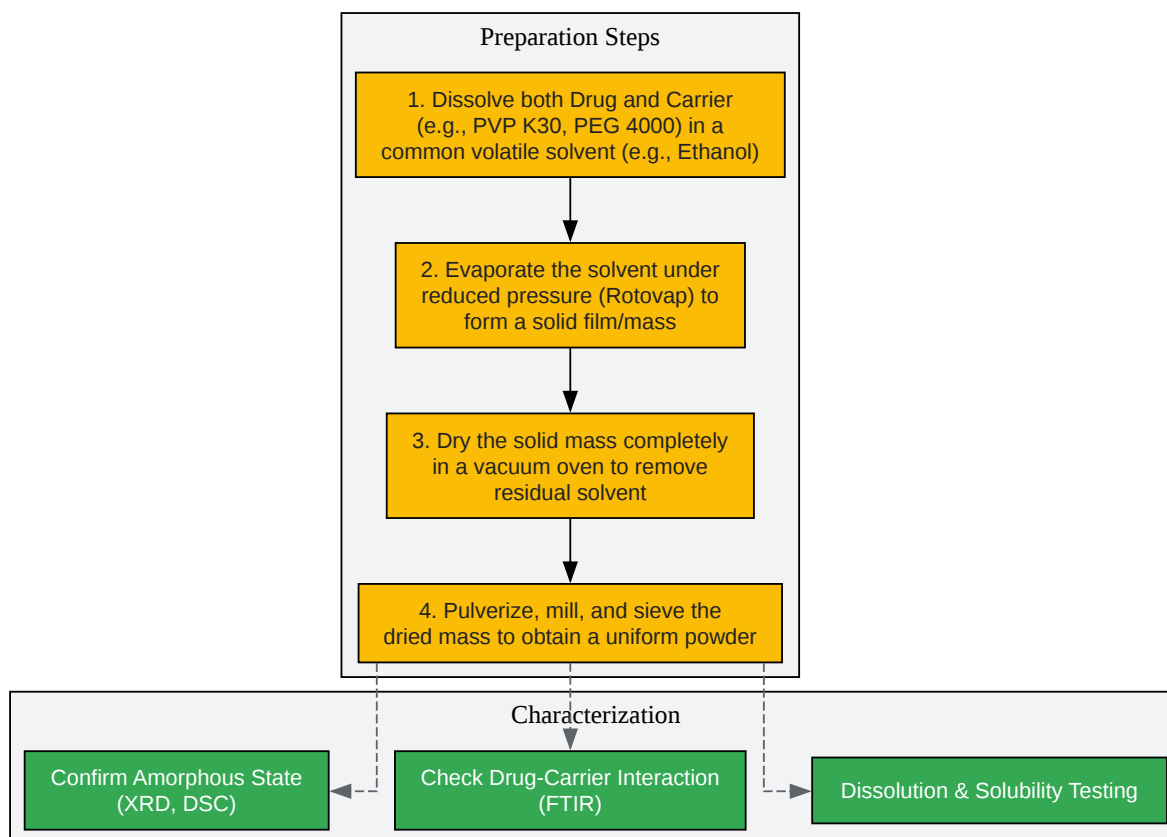 Preparation Steps
1. Dissolve both Drug and Carrier
(e.g., PVP K30, PEG 4000) in a
common volatile solvent (e.g., Ethanol)
2. Evaporate the solvent under
reduced pressure (Rotovap) to
form a solid film/mass
3. Dry the solid mass completely
in a vacuum oven to remove
residual solvent
4. Pulverize, mill, and sieve the
dried mass to obtain a uniform powder
Characterization
Confirm Amorphous State
(XRD, DSC)
Check Drug-Carrier Interaction
(FTIR)
Dissolution & Solubility Testing